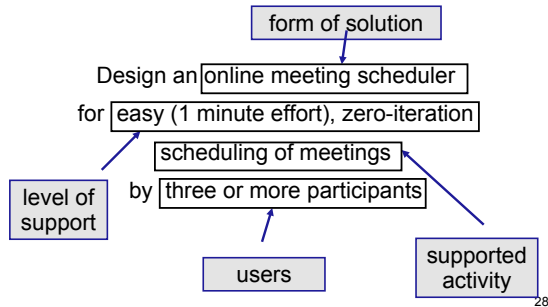 form of solution
Design an online meeting scheduler
for easy (1 minute effort), zero-iteration
scheduling of meetings
by three or more participants
level of
support
users
supported
activity
28